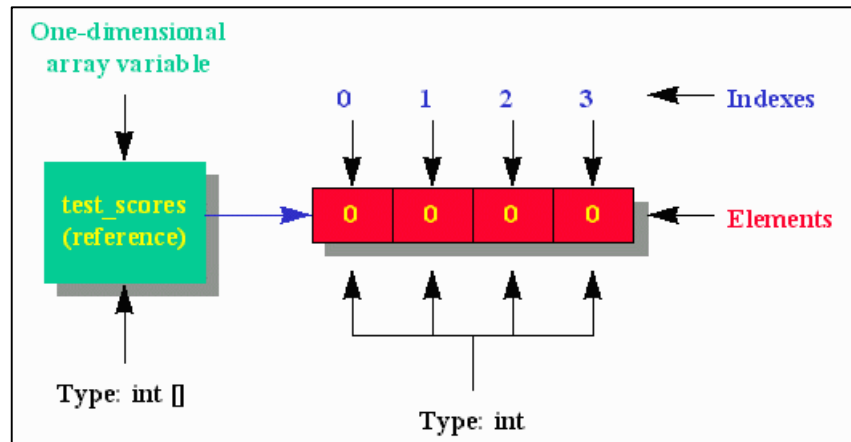 One-dimensional
array variable
0 1 2 3
Indexes
test_scores
(reference)
0 0 0 0
Elements
Type: int []
Type: int